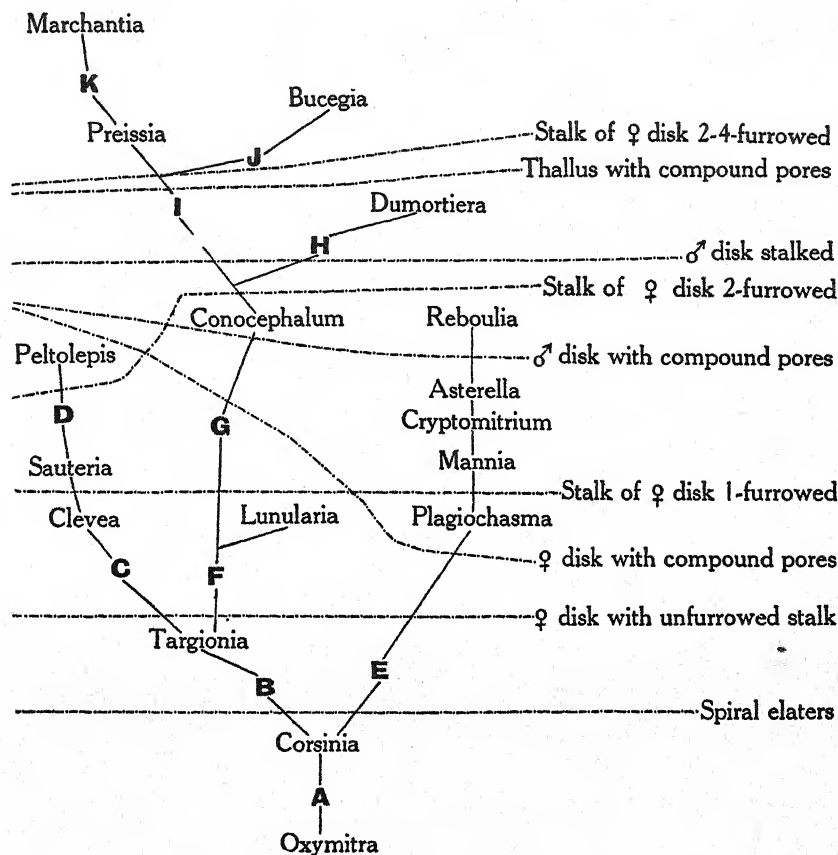 Marchantia
K
Bucegia
Preissia
Stalk of ♀ disk 2-4-furrowed
J
Thallus with compound pores
I
Dumortiera
H
♂ disk stalked
Stalk of ♀ disk 2-furrowed
Conocephalum
Reboulia
Peltolepis
♂ disk with compound pores
Asterella
D
G
Cryptomitrium
Sauteria
Mannia
Stalk of ♀ disk 1-furrowed
Clevea
Lunularia
Plagiochasma
C
F
♀ disk with compound pores
♀ disk with unfurrowed stalk
Targionia
E
B
Spiral elaters
Corsinia
A
Oxymitra